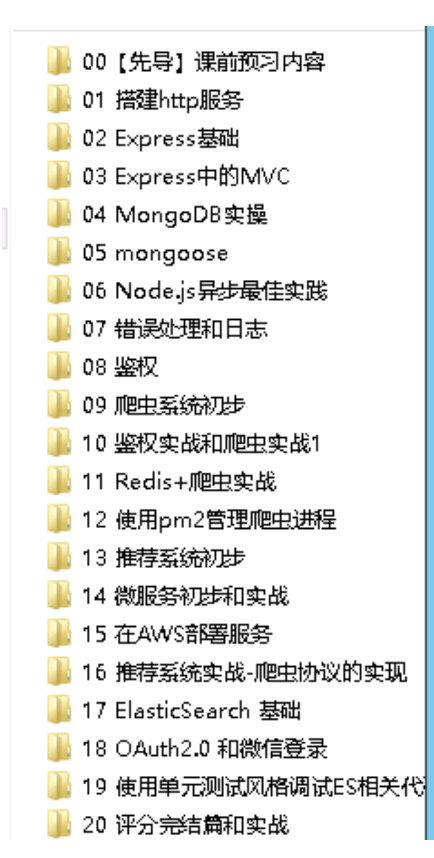 00【先导】课前预习内容
01 搭建http服务
02 Express基础
03 Express中的MVC
04 MongoDB实操
05 mongoose
06 Node.js异步最佳实践
07 错误处理和日志
08 鉴权
09 爬虫系统初步
10 鉴权实战和爬虫实战1
11 Redis+爬虫实战
12 使用pm2管理爬虫进程
13 推荐系统初步
14 微服务初步和实战
15 在AWS部署服务
16 推荐系统实战-爬虫协议的实现
17 ElasticSearch 基础
18 OAuth2.0 和微信登录
19 使用单元测试风格调试ES相关代
20 评分完结篇和实战